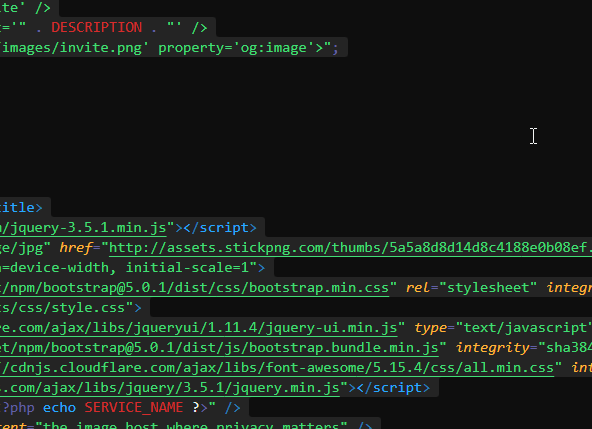 ite' />
='" . DESCRIPTION . "' />
/images/invite.png' property='og:image'>";
title>
/jquery-3.5.1.min.js"></script>
ge/jpg" href="http://assets.stickpng.com/thumbs/5a5a8d8d14d8c4188e0b08ef.
=device-width, initial-scale=1">
/npm/bootstrap@5.0.1/dist/css/bootstrap.min.css" rel="stylesheet" integr
ts/css/style.css">
re.com/ajax/libs/jqueryui/1.11.4/jquery-ui.min.js" type="text/javascript"
et/npm/bootstrap@5.0.1/dist/js/bootstrap.bundle.min.js" integrity="sha384
//cdnjs.cloudflare.com/ajax/libs/font-awesome/5.15.4/css/all.min.css" int
s.com/ajax/libs/jquery/3.5.1/jquery.min.js"></script>
?php echo SERVICE_NAME ?>" />
tent="the image host where privacy matters" />